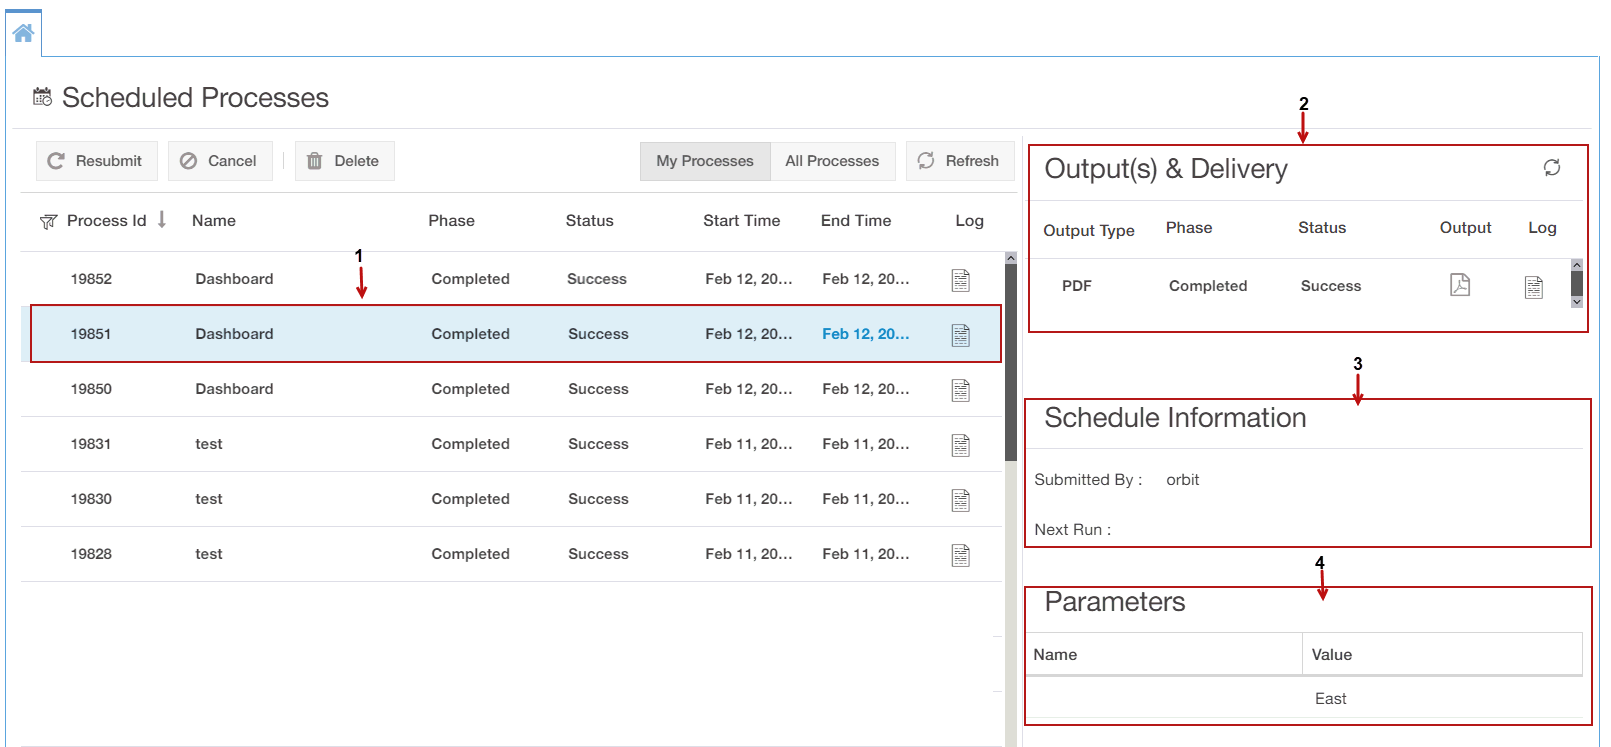 Scheduled Processes
Resubmit Cancel Delete My Processes All Processes Refresh
Process Id Name Phase Status Start Time End Time Log
1
19852 Dashboard Completed Success Feb 12, 20... Feb 12, 20...
19851 Dashboard Completed Success Feb 12, 20... Feb 12, 20...
19850 Dashboard Completed Success Feb 12, 20... Feb 12, 20...
19831 test Completed Success Feb 11, 20... Feb 11, 20...
19830 test Completed Success Feb 11, 20... Feb 11, 20...
19828 test Completed Success Feb 11, 20... Feb 11, 20...
2
Output(s) & Delivery
Output Type Phase Status Output Log
PDF Completed Success
3
Schedule Information
Submitted By : orbit
Next Run :
4
Parameters
Name Value
East